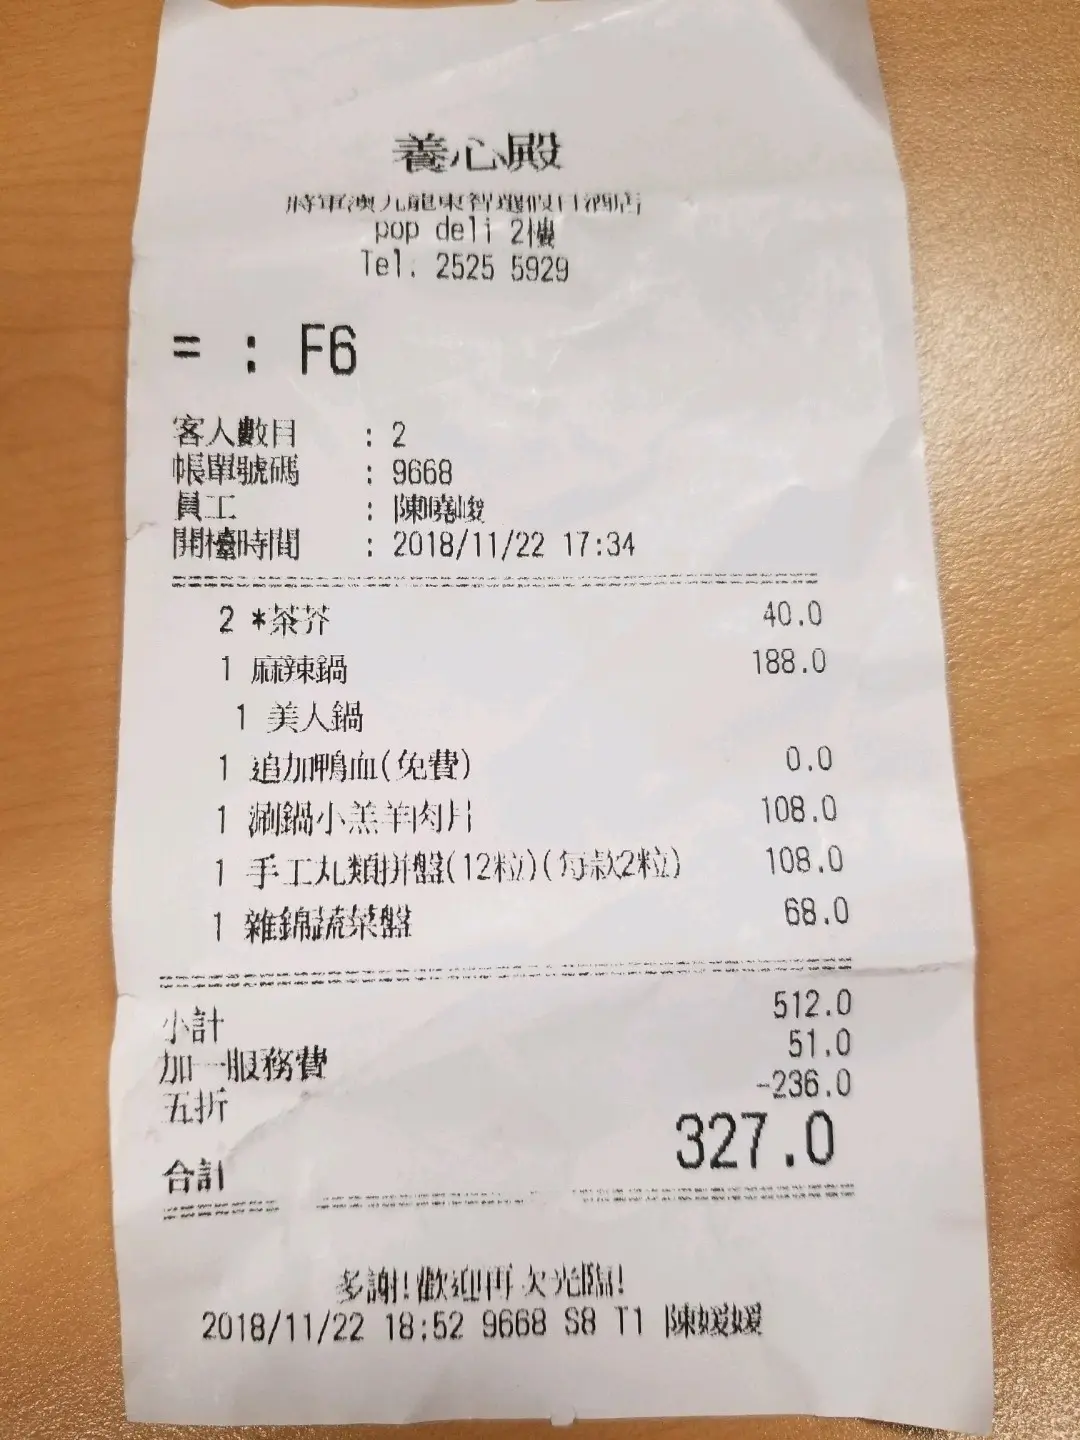 養心殿
將軍澳九龍東智選假日酒店
pop deli 2樓
Tel. 2525 5929
= : F6
客人數目 : 2
帳單號碼 : 9668
員工 : 陳曉峻
開檯時間 : 2018/11/22 17:34
2 *茶芥 40.0
1 麻辣鍋 188.0
1 美人鍋
1 追加鴨血(免費) 0.0
1 涮鍋小羔羊肉片 108.0
1 手工丸類拼盤(12粒)(每款2粒) 108.0
1 雜錦蔬菜盤 68.0
小計 512.0
加一服務費 51.0
五折 -236.0
合計 327.0
多謝!歡迎再次光臨!
2018/11/22 18:52 9668 S8 T1 陳媛媛